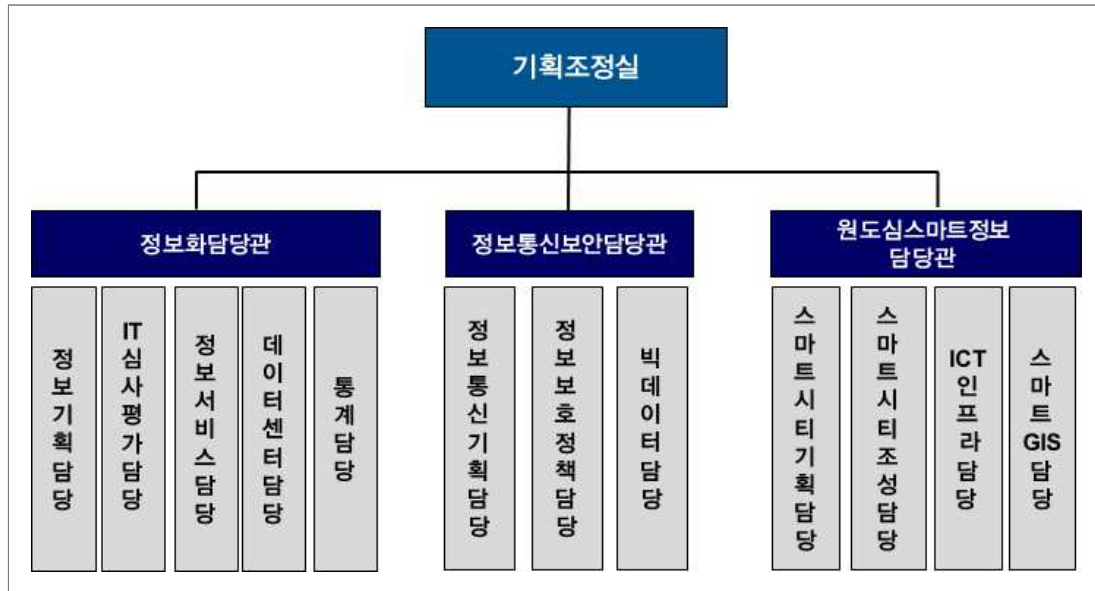 기획조정실
정보화담당관
정보통신보안담당관
원도심스마트정보
담당관
정보기획담당
IT심사평가담당
정보서비스담당
데이터센터담당
통계담당
정보통신기획담당
정보보호정책담당
빅데이터담당
스마트시티기획담당
스마트시티조성담당
ICT인프라담당
스마트GIS담당